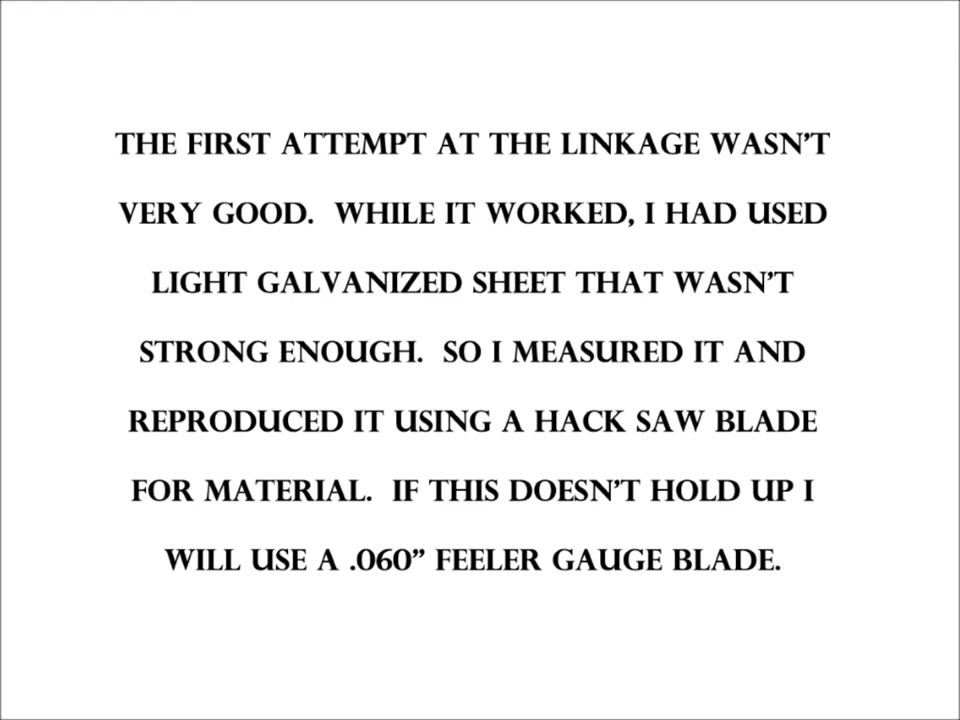 THE FIRST ATTEMPT AT THE LINKAGE WASN’T
VERY GOOD.  WHILE IT WORKED, I HAD USED
LIGHT GALVANIZED SHEET THAT WASN’T
STRONG ENOUGH.  SO I MEASURED IT AND
REPRODUCED IT USING A HACK SAW BLADE
FOR MATERIAL.  IF THIS DOESN’T HOLD UP I
WILL USE A .060” FEELER GAUGE BLADE.